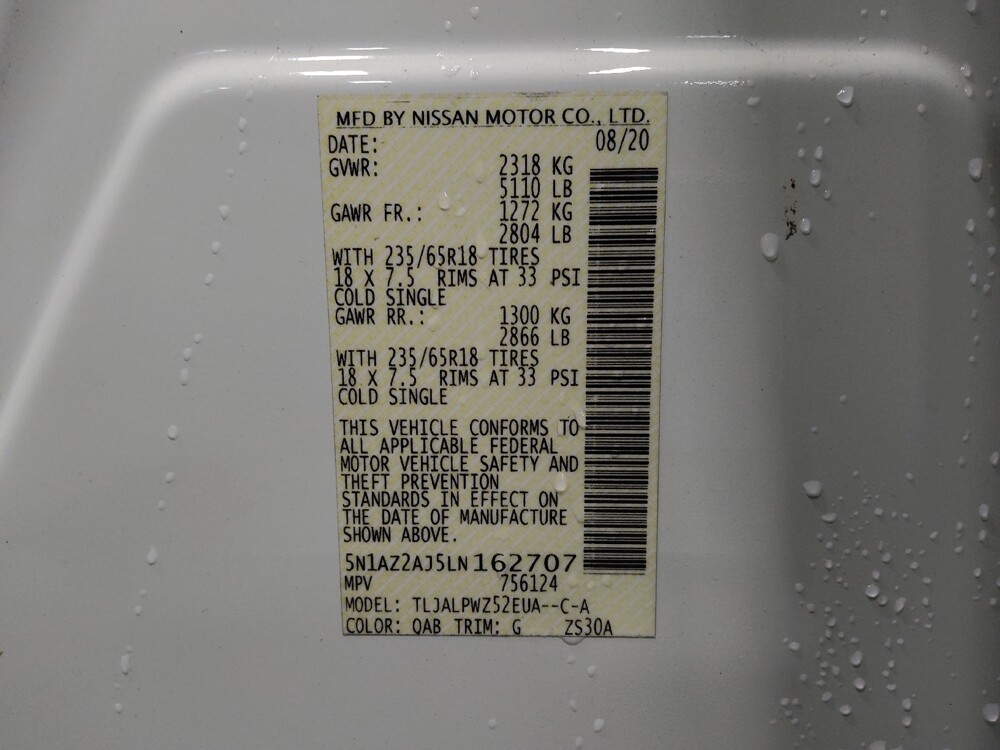 MFD BY NISSAN MOTOR CO., LTD.
DATE: 08/20
GVWR: 2318 KG
5110 LB
GAWR FR.: 1272 KG
2804 LB
WITH 235/65R18 TIRES
18 X 7.5 RIMS AT 33 PSI
COLD SINGLE
GAWR RR.: 1300 KG
2866 LB
WITH 235/65R18 TIRES
18 X 7.5 RIMS AT 33 PSI
COLD SINGLE
THIS VEHICLE CONFORMS TO
ALL APPLICABLE FEDERAL
MOTOR VEHICLE SAFETY AND
THEFT PREVENTION
STANDARDS IN EFFECT ON
THE DATE OF MANUFACTURE
SHOWN ABOVE.
5N1AZ2AJ5LN162707
MPV 756124
MODEL: TLJALPWZ52EUA--C-A
COLOR: QAB TRIM: G ZS30A